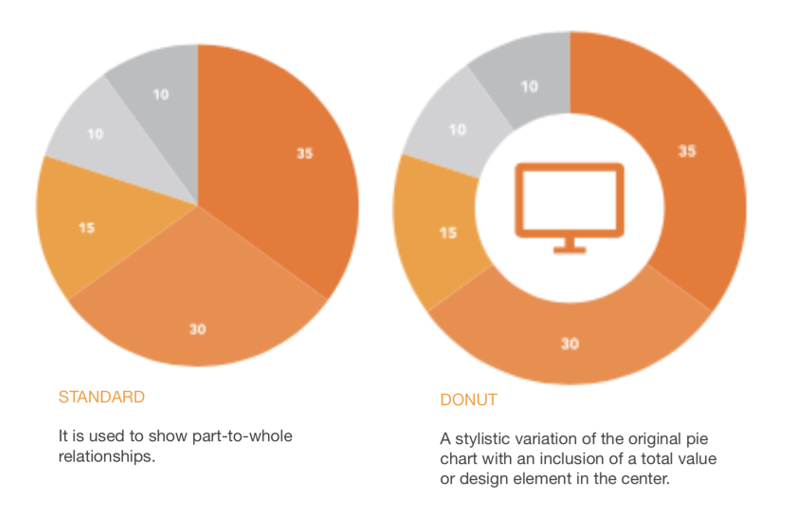 10
10
35
15
30
STANDARD
It is used to show part-to-whole
relationships.
10
10
35
15
30
DONUT
A stylistic variation of the original pie
chart with an inclusion of a total value
or design element in the center.